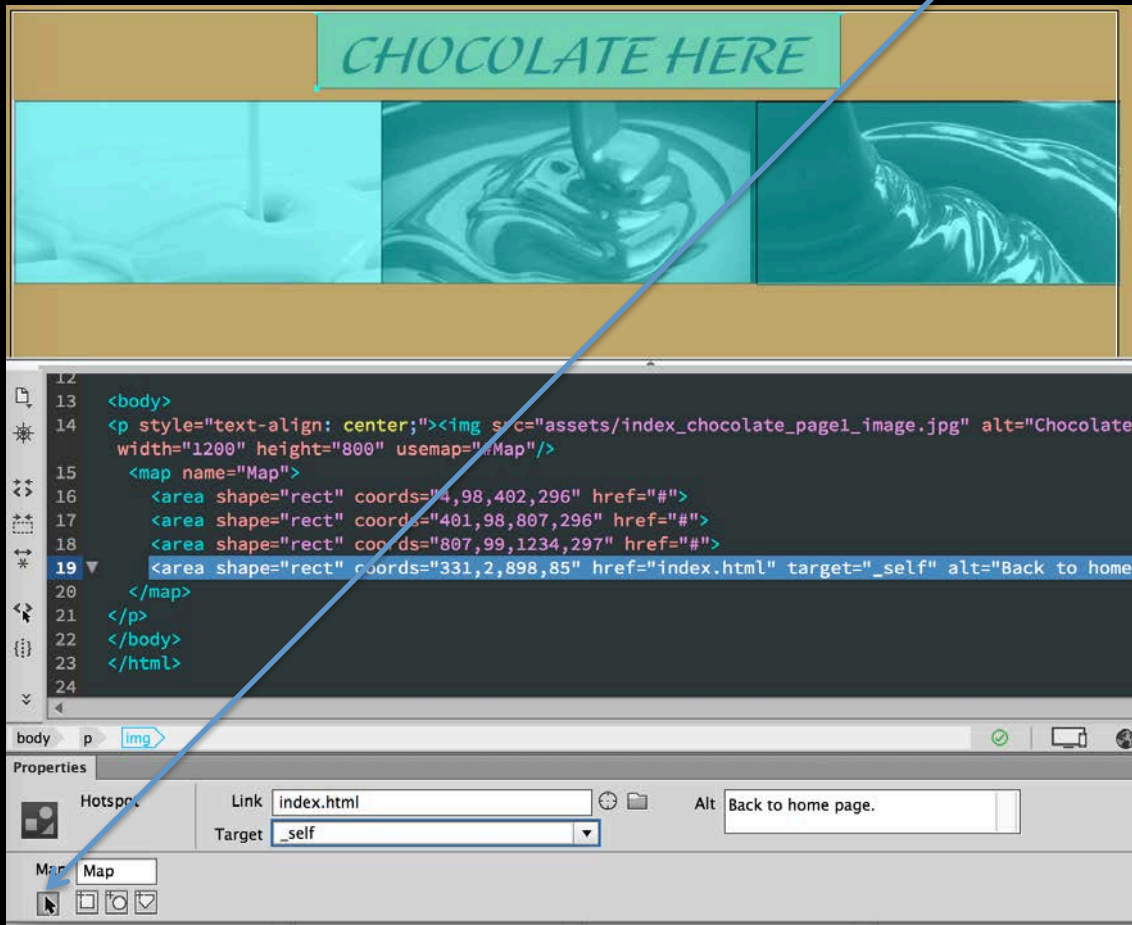 CHOCOLATE HERE
12
13 <body>
14 <p style="text-align: center;"><img src="assets/index_chocolate_page1_image.jpg" alt="Chocolate
width="1200" height="800" usemap="#Map"/>
15 <map name="Map">
16 <area shape="rect" coords="4,98,402,296" href="#">
17 <area shape="rect" coords="401,98,807,296" href="#">
18 <area shape="rect" coords="807,99,1234,297" href="#">
19 <area shape="rect" coords="331,2,898,85" href="index.html" target="_self" alt="Back to home
20 </map>
21 </p>
22 </body>
23 </html>
24
body p img
Properties
Hotspot Link index.html Alt Back to home page.
Target _self
Map Map